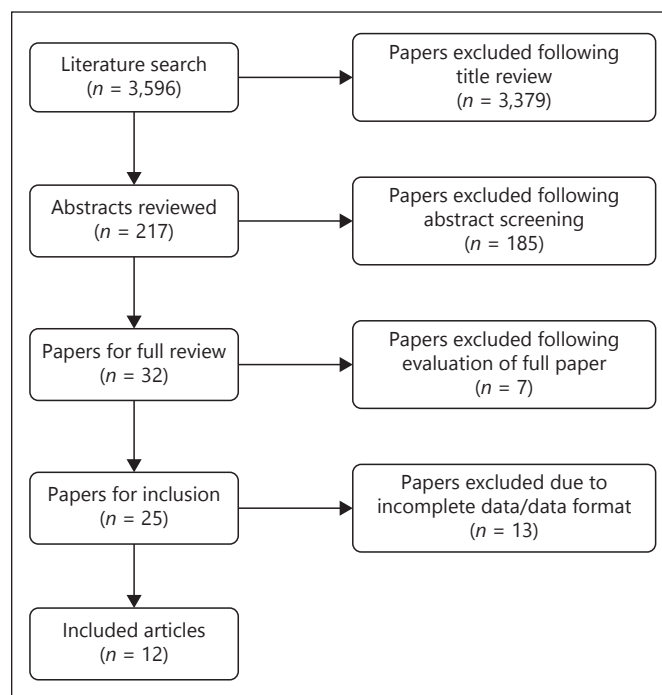 Literature search
(n = 3,596)
Papers excluded following
title review
(n = 3,379)
Abstracts reviewed
(n = 217)
Papers excluded following
abstract screening
(n = 185)
Papers for full review
(n = 32)
Papers excluded following
evaluation of full paper
(n = 7)
Papers for inclusion
(n = 25)
Papers excluded due to
incomplete data/data format
(n = 13)
Included articles
(n = 12)